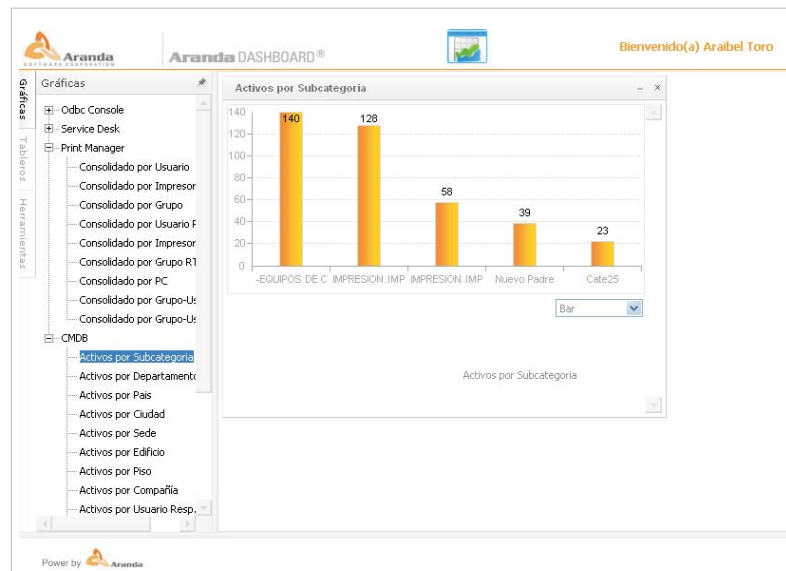 Aranda
SOFTWARE CORPORATION
Aranda DASHBOARD®
Bienvenido(a) Araibel Toro
Gráficas
Tableros
Herramientas
Gráficas
Odbc Console
Service Desk
Print Manager
Consolidado por Usuario
Consolidado por Impresor
Consolidado por Grupo
Consolidado por Usuario F
Consolidado por Impresor
Consolidado por Grupo RT
Consolidado por PC
Consolidado por Grupo-Us
Consolidado por Grupo-Us
CMDB
Activos por Subcategoria
Activos por Departamento
Activos por Pais
Activos por Ciudad
Activos por Sede
Activos por Edificio
Activos por Piso
Activos por Compañía
Activos por Usuario Resp.
Activos por Subcategoria
140
120
100
80
60
40
20
0
140
128
58
39
23
-EQUIPOS DE C
IMPRESION .IMP
IMPRESION .IMP
Nuevo Padre
Cate25
Bar
Activos por Subcategoria
Power by Aranda